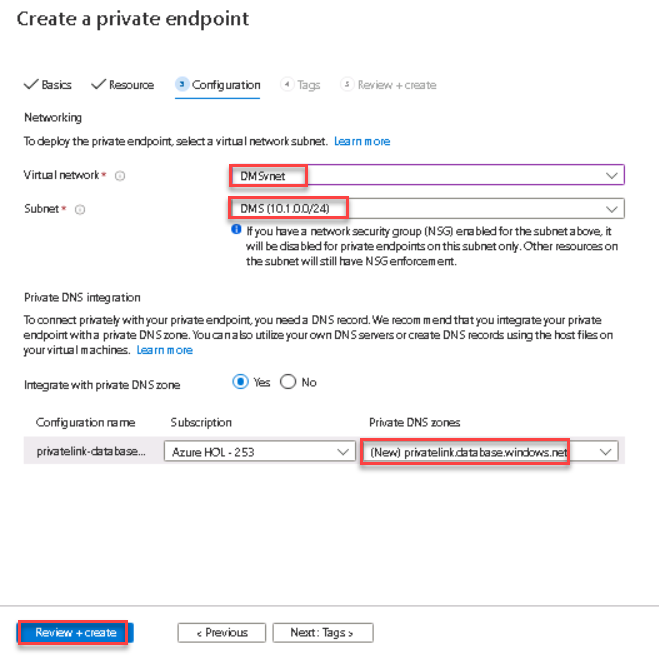 Create a private endpoint
Basics Resource 3 Configuration 4 Tags 5 Review + create
Networking
To deploy the private endpoint, select a virtual network subnet. Learn more
Virtual network * DMSvnet
Subnet * DMS (10.1.0.0/24)
If you have a network security group (NSG) enabled for the subnet above, it
will be disabled for private endpoints on this subnet only. Other resources on
the subnet will still have NSG enforcement.
Private DNS integration
To connect privately with your private endpoint, you need a DNS record. We recommend that you integrate your private
endpoint with a private DNS zone. You can also utilize your own DNS servers or create DNS records using the host files on
your virtual machines. Learn more
Integrate with private DNS zone Yes No
Configuration name Subscription Private DNS zones
privatelink-database... Azure HOL - 253 (New) privatelink.database.windows.net
Review + create < Previous Next: Tags >